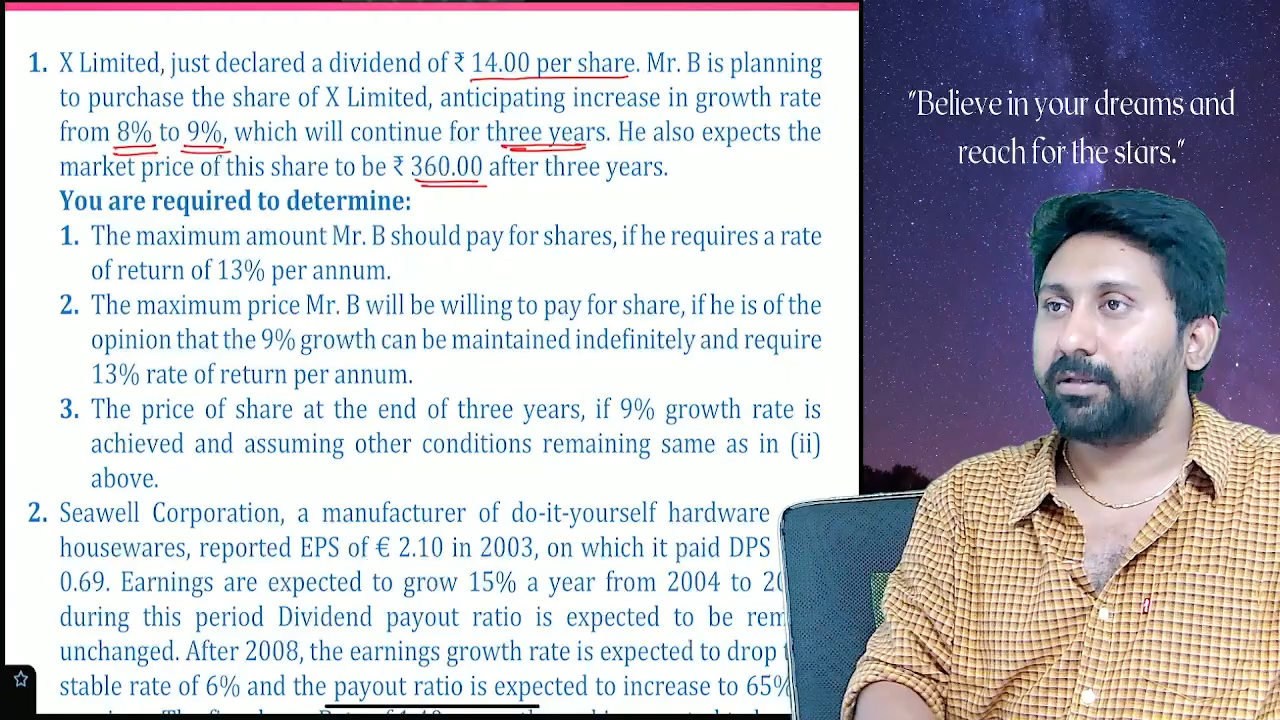 1. X Limited, just declared a dividend of ₹ 14.00 per share. Mr. B is planning
to purchase the share of X Limited, anticipating increase in growth rate
from 8% to 9%, which will continue for three years. He also expects the
market price of this share to be ₹ 360.00 after three years.
You are required to determine:
1. The maximum amount Mr. B should pay for shares, if he requires a rate
of return of 13% per annum.
2. The maximum price Mr. B will be willing to pay for share, if he is of the
opinion that the 9% growth can be maintained indefinitely and require
13% rate of return per annum.
3. The price of share at the end of three years, if 9% growth rate is
achieved and assuming other conditions remaining same as in (ii)
above.
2. Seawell Corporation, a manufacturer of do-it-yourself hardware
housewares, reported EPS of € 2.10 in 2003, on which it paid DPS
0.69. Earnings are expected to grow 15% a year from 2004 to
during this period Dividend payout ratio is expected to be
unchanged. After 2008, the earnings growth rate is expected to drop
stable rate of 6% and the payout ratio is expected to increase to 65%
"Believe in your dreams and
reach for the stars."